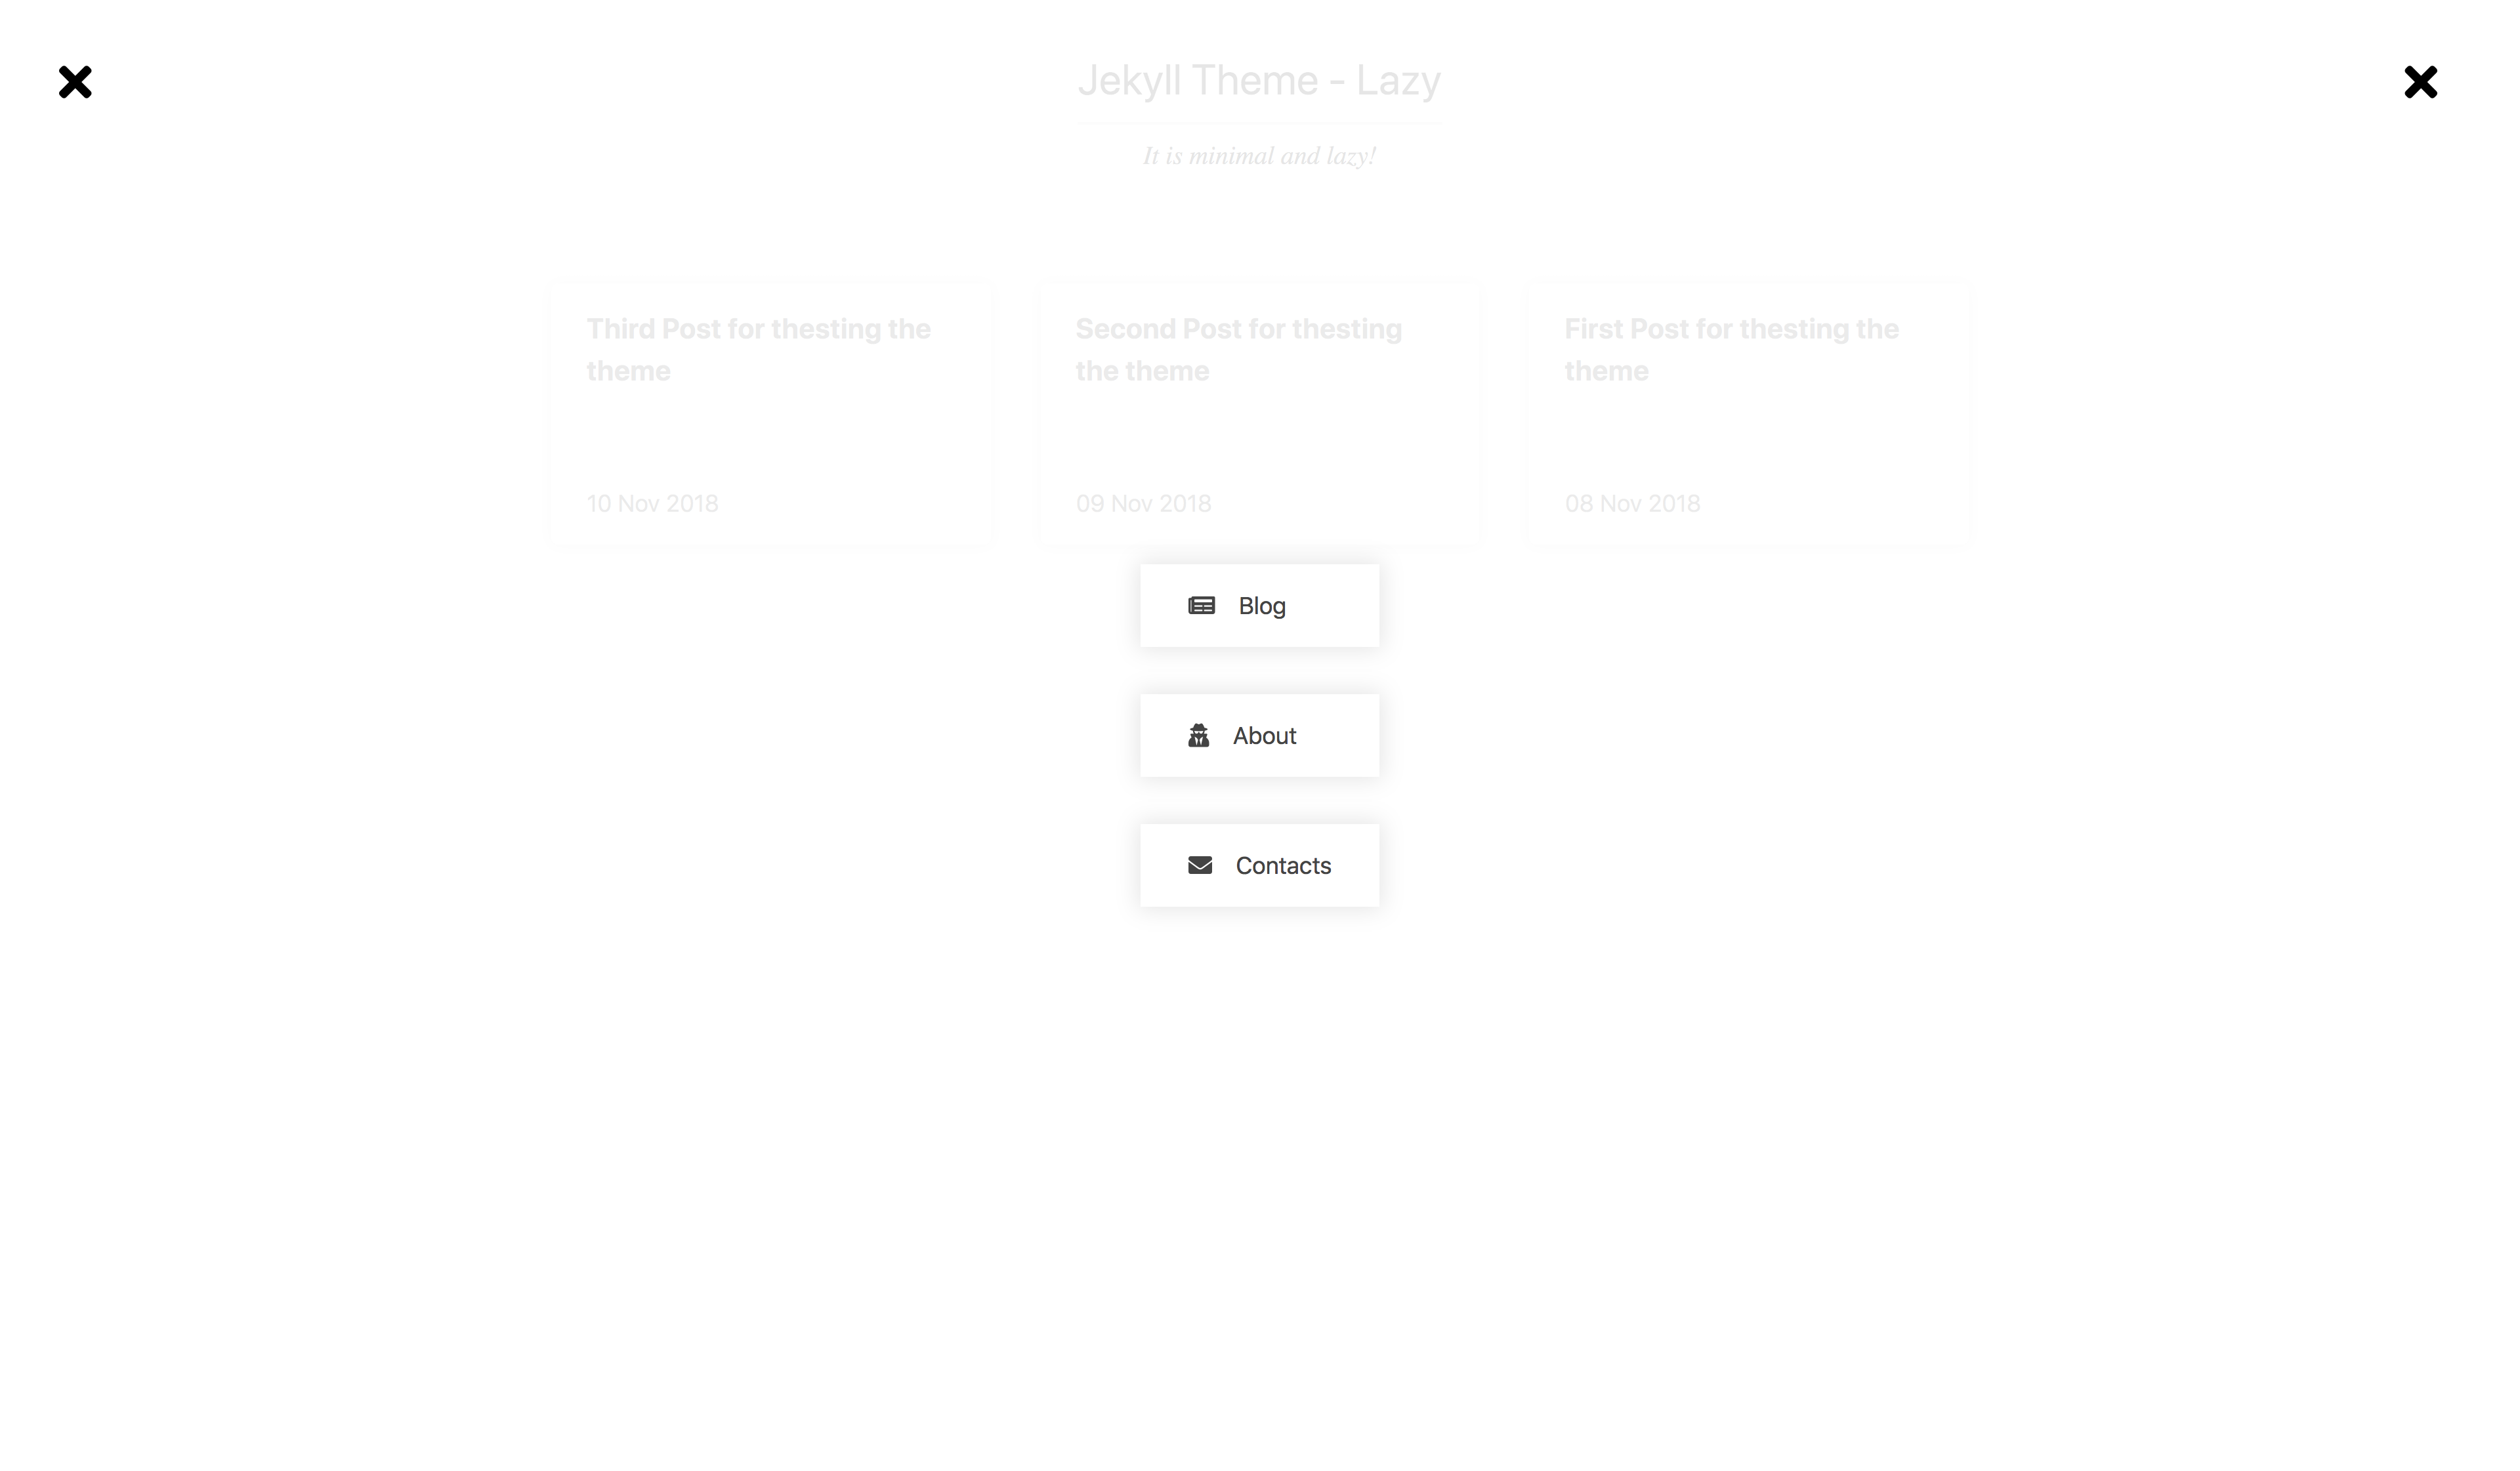 Jekyll Theme - Lazy
It is minimal and lazy!
Third Post for thesting the
theme
10 Nov 2018
Second Post for thesting
the theme
09 Nov 2018
First Post for thesting the
theme
08 Nov 2018
Blog
About
Contacts